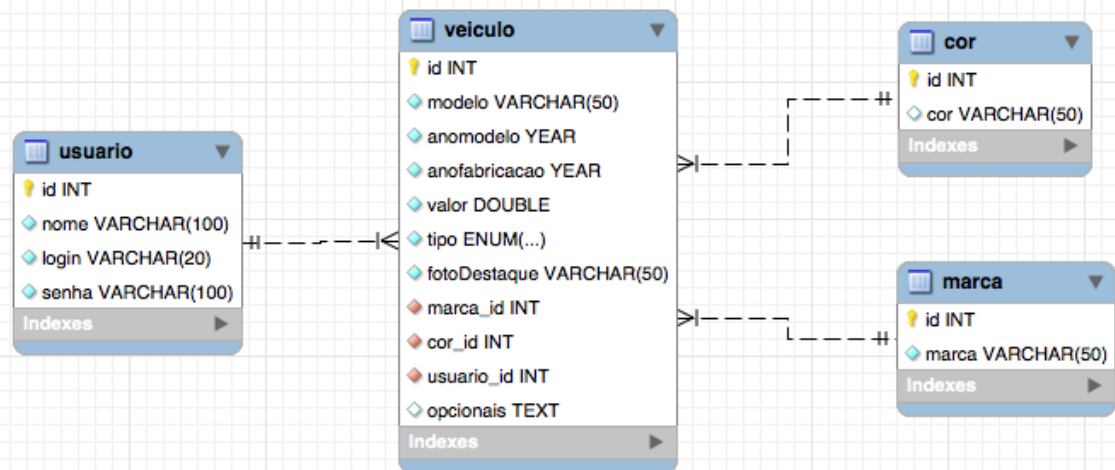 usuario
id INT
nome VARCHAR(100)
login VARCHAR(20)
senha VARCHAR(100)
Indexes
veiculo
id INT
modelo VARCHAR(50)
anomodelo YEAR
anofabricacao YEAR
valor DOUBLE
tipo ENUM(...)
fotoDestaque VARCHAR(50)
marca_id INT
cor_id INT
usuario_id INT
opcionais TEXT
Indexes
cor
id INT
cor VARCHAR(50)
Indexes
marca
id INT
marca VARCHAR(50)
Indexes